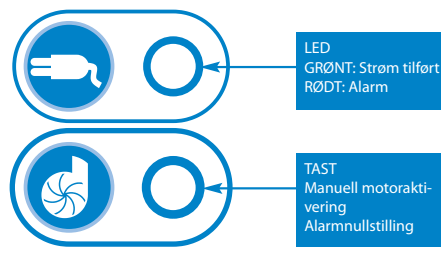 LED
GRØNT: Strøm tilført
RØDT: Alarm
TAST
Manuell motorakti-
vering
Alarmnullstilling